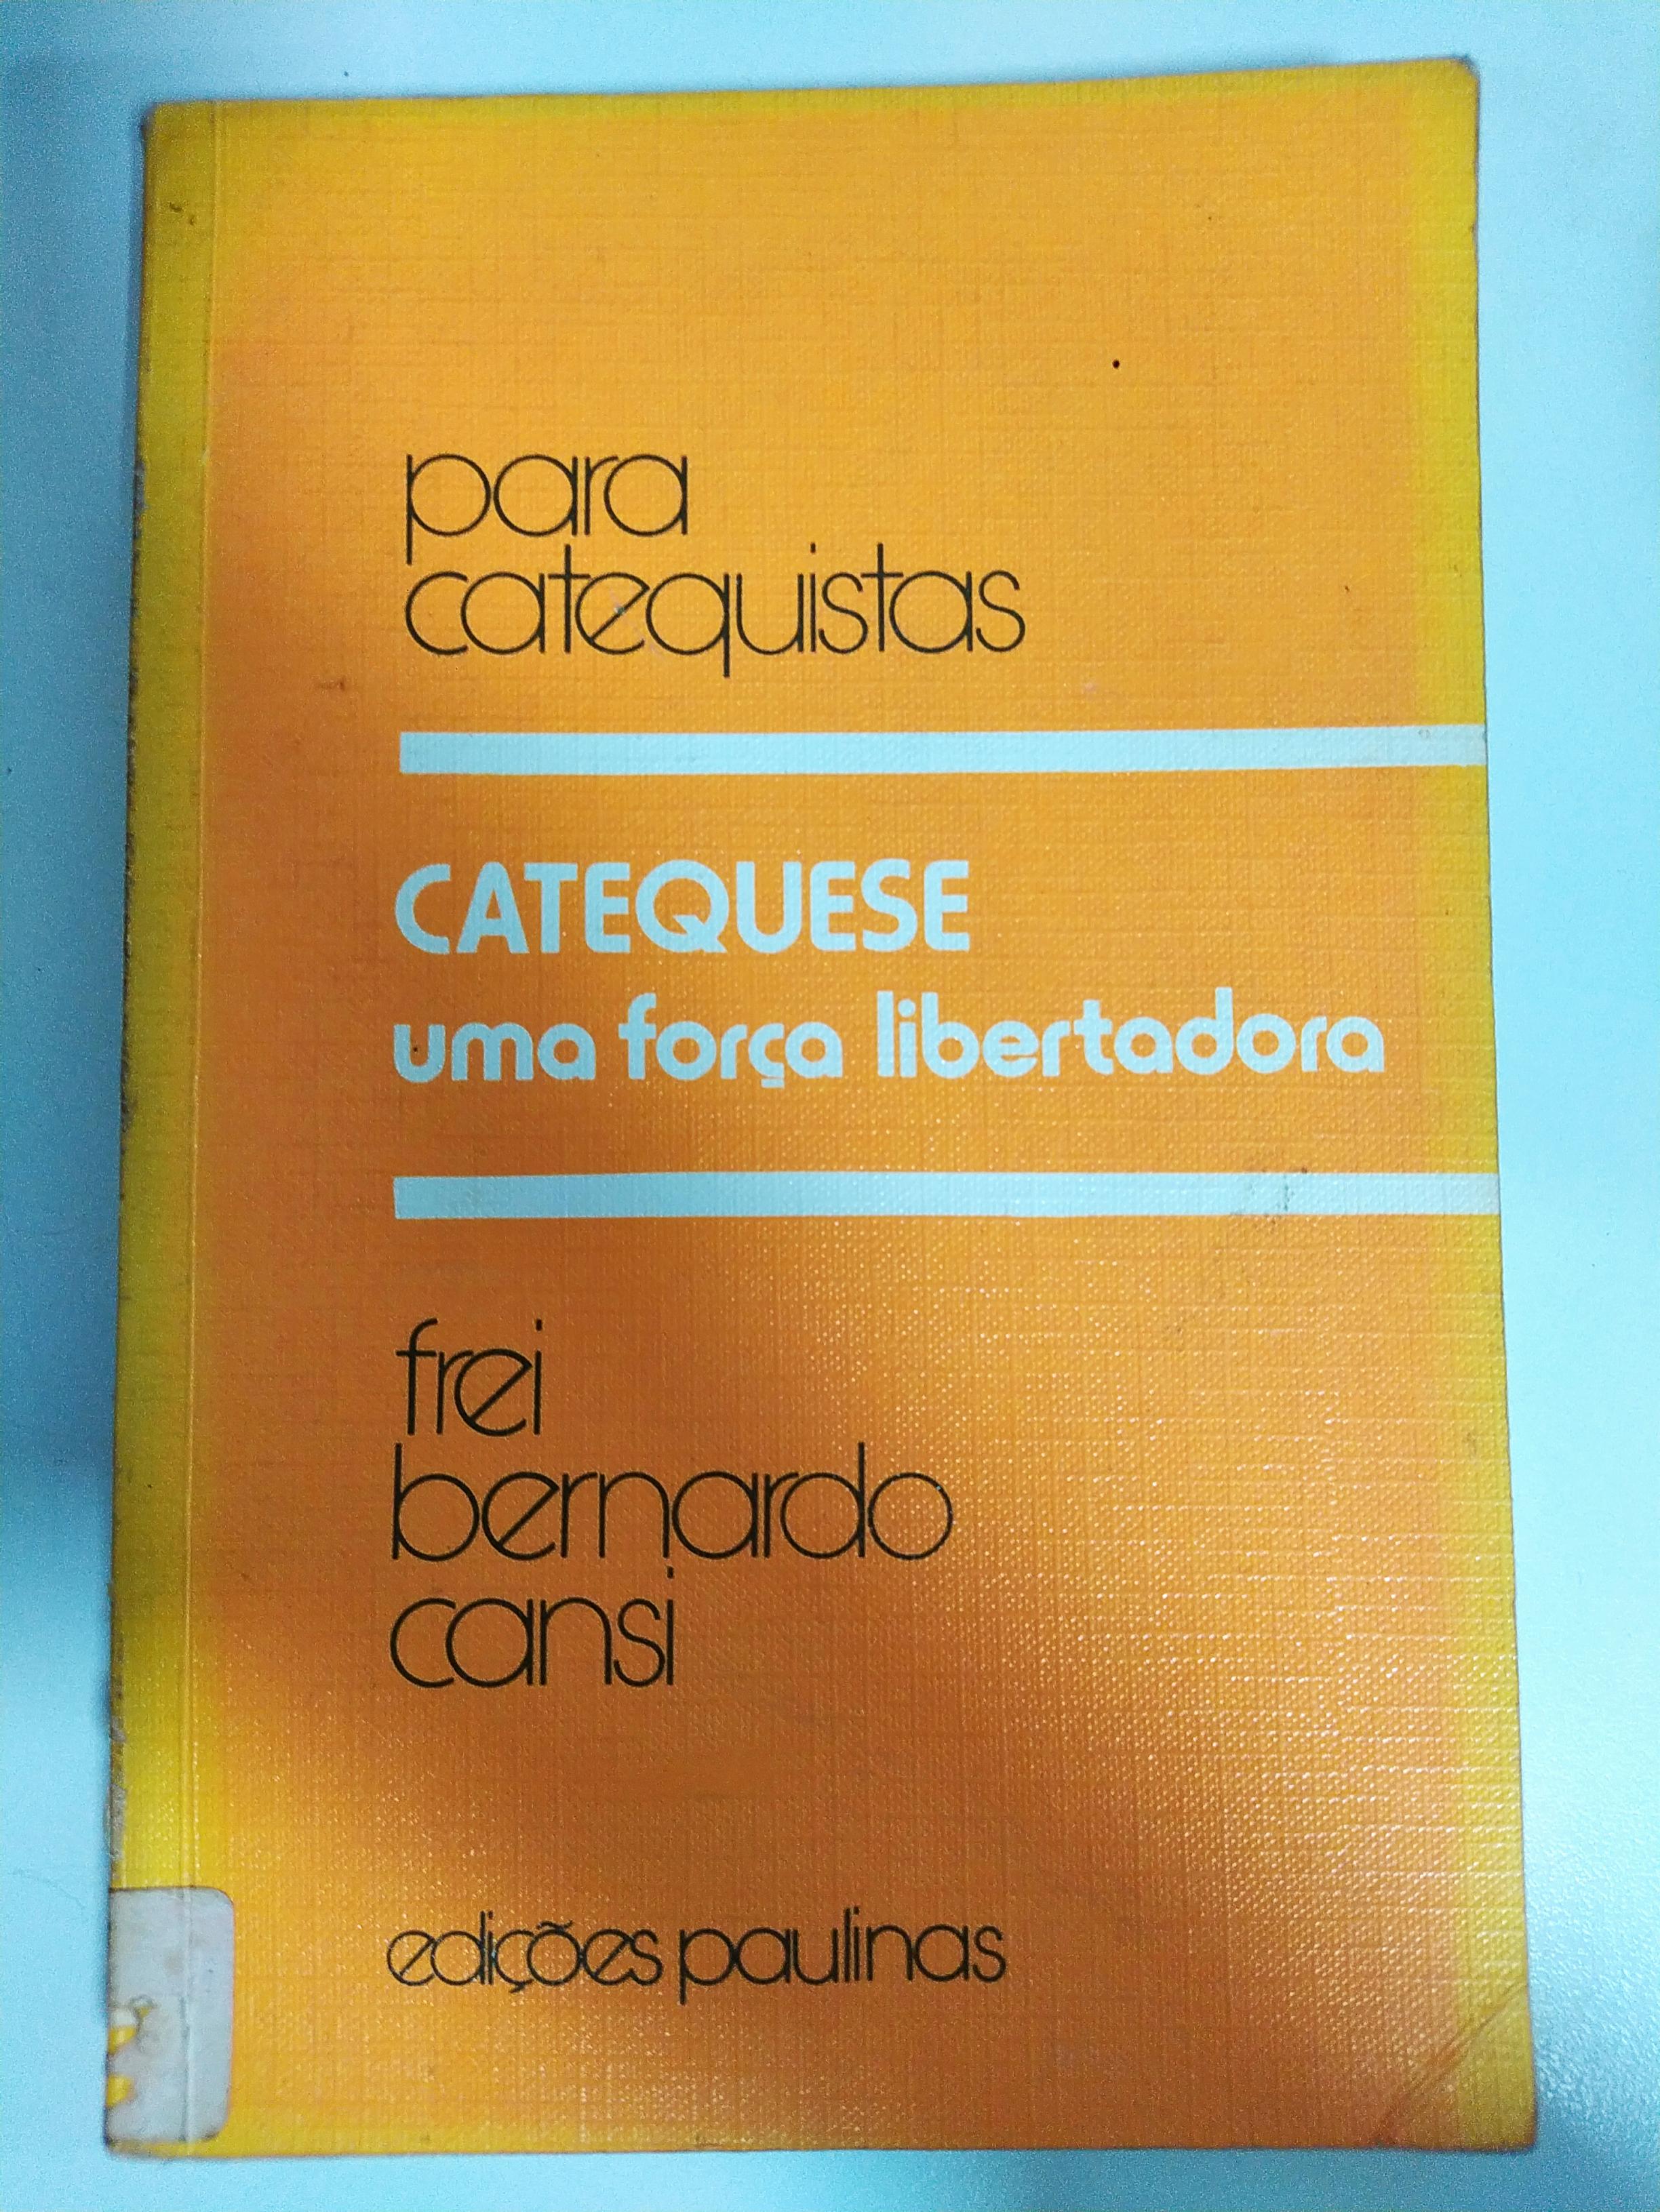 para
catequistas
CATEQUESE
uma força libertadora
frei
bernardo
cansi
edições paulinas